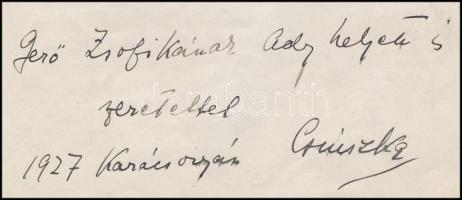 Gerő Zsofikának Ady helyett is
szeretettel
1927 Karácsonyán Csinszka